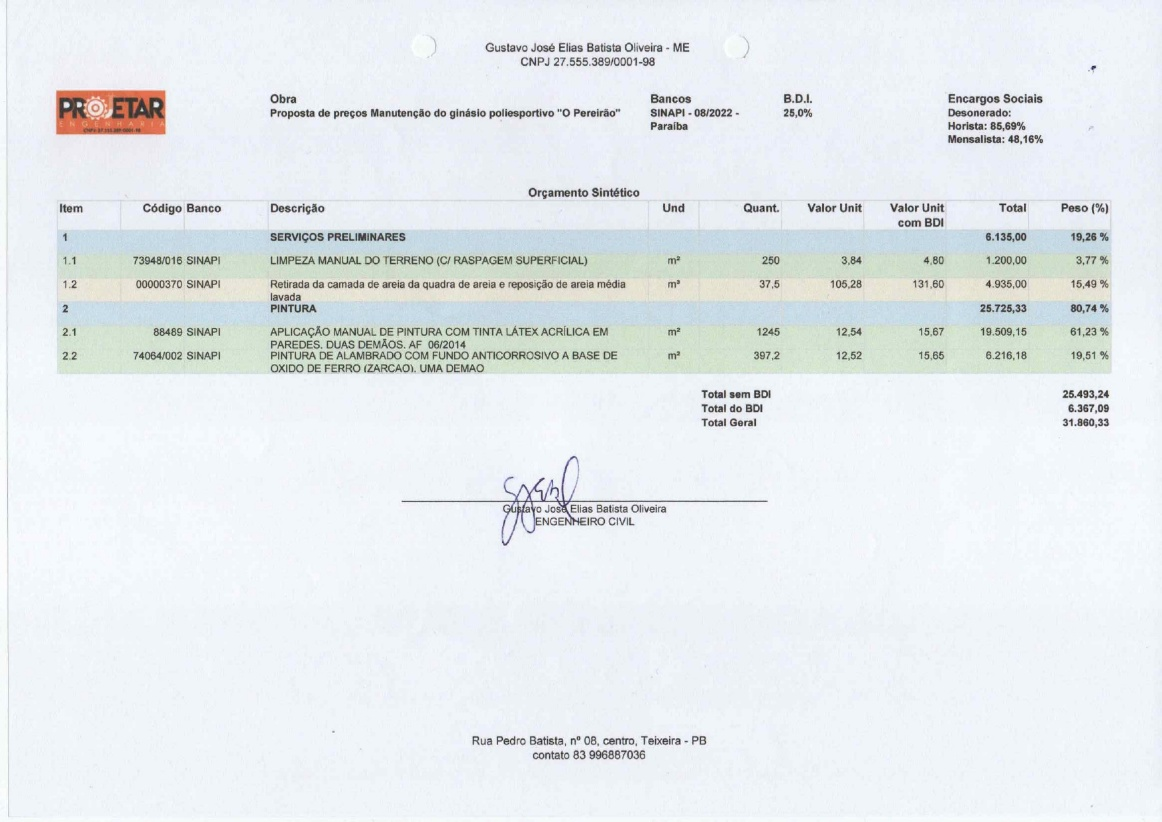 Gustavo José Elias Batista Oliveira - ME
CNPJ 27.555.389/0001-98
PROJETAR
ENGENHARIA
CNPJ: 27.555.389/0001-98
Obra
Proposta de preços Manutenção do ginásio poliesportivo "O Pereirão"
Bancos
SINAPI - 08/2022 -
Paraíba
B.D.I.
25,0%
Encargos Sociais
Desonerado:
Horista: 85,69%
Mensalista: 48,16%
Orçamento Sintético
Item Código Banco Descrição Und Quant. Valor Unit Valor Unit com BDI Total Peso (%)
1 SERVIÇOS PRELIMINARES 6.135,00 19,26 %
1.1 73948/016 SINAPI LIMPEZA MANUAL DO TERRENO (C/ RASPAGEM SUPERFICIAL) m² 250 3,84 4,80 1.200,00 3,77 %
1.2 00000370 SINAPI Retirada da camada de areia da quadra de areia e reposição de areia média m³ 37,5 105,28 131,60 4.935,00 15,49 %
lavada
2 PINTURA 25.725,33 80,74 %
2.1 88489 SINAPI APLICAÇÃO MANUAL DE PINTURA COM TINTA LÁTEX ACRÍLICA EM m² 1245 12,54 15,67 19.509,15 61,23 %
PAREDES, DUAS DEMÃOS. AF_06/2014
2.2 74064/002 SINAPI PINTURA DE ALAMBRADO COM FUNDO ANTICORROSIVO A BASE DE m² 397,2 12,52 15,65 6.216,18 19,51 %
OXIDO DE FERRO (ZARCAO), UMA DEMAO
Total sem BDI 25.493,24
Total do BDI 6.367,09
Total Geral 31.860,33
Gustavo José Elias Batista Oliveira
ENGENHEIRO CIVIL
Rua Pedro Batista, nº 08, centro, Teixeira - PB
contato 83 996887036